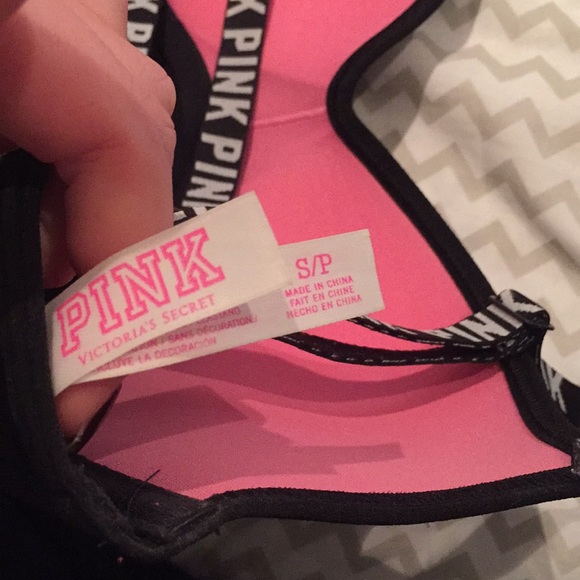 PINK PINK
PINK
VICTORIA'S SECRET
S/P
MADE IN CHINA
FAIT EN CHINE
HECHO EN CHINA
/ SANS DÉCORATION /
LA DECORACIÓN
PINK